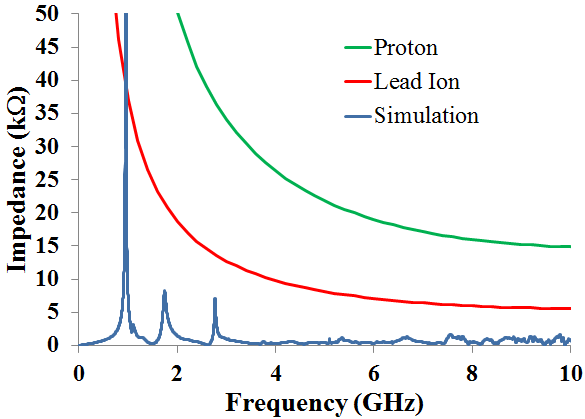 50
45
40
35
30
25
20
15
10
5
0
Impedance (kΩ)
Proton
Lead Ion
Simulation
0 2 4 6 8 10
Frequency (GHz)